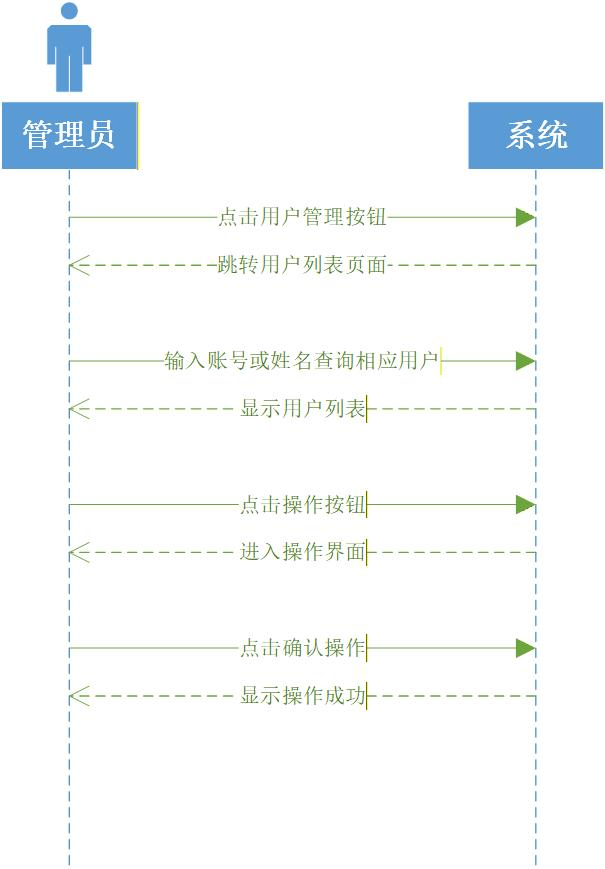 管理员
系统
点击用户管理按钮
跳转用户列表页面
输入账号或姓名查询相应用户
显示用户列表
点击操作按钮
进入操作界面
点击确认操作
显示操作成功